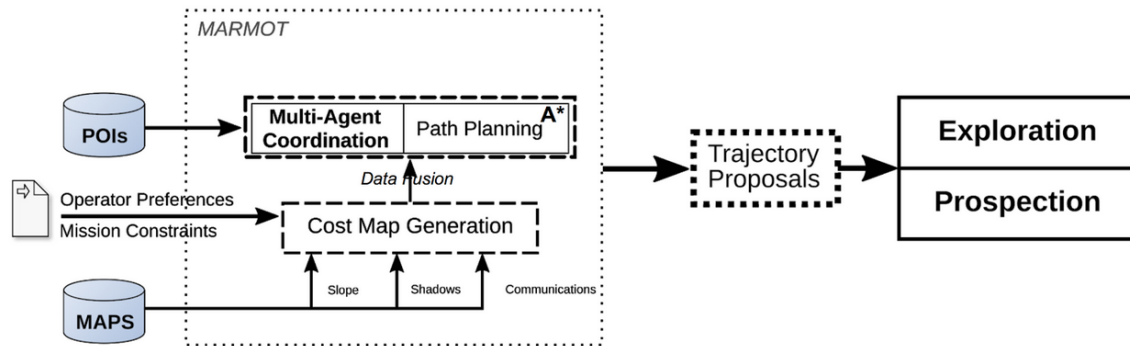 MARMOT
POIs
Multi-Agent
Coordination
Path Planning
A*
Data Fusion
Operator Preferences
Mission Constraints
Cost Map Generation
MAPS
Slope
Shadows
Communications
Trajectory
Proposals
Exploration
Prospection